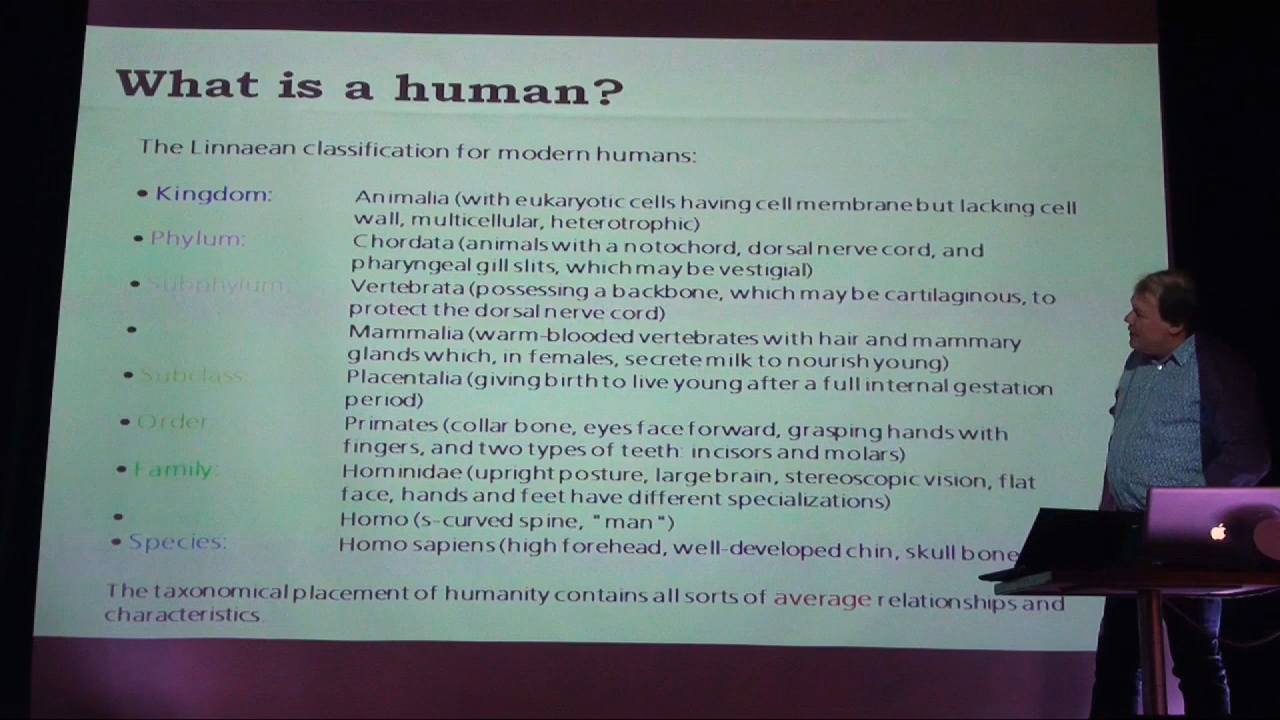 What is a human?
The Linnaean classification for modern humans:
• Kingdom: Animalia (with eukaryotic cells having cell membrane but lacking cell
wall, multicellular, heterotrophic)
• Phylum: Chordata (animals with a notochord, dorsal nerve cord, and
pharyngeal gill slits, which may be vestigial)
• Subphylum: Vertebrata (possessing a backbone, which may be cartilaginous, to
protect the dorsal nerve cord)
• Mammalia (warm-blooded vertebrates with hair and mammary
glands which, in females, secrete milk to nourish young)
• Subclass: Placentalia (giving birth to live young after a full internal gestation
period)
• Order: Primates (collar bone, eyes face forward, grasping hands with
fingers, and two types of teeth: incisors and molars)
• Family: Hominidae (upright posture, large brain, stereoscopic vision, flat
face, hands and feet have different specializations)
• Homo (s-curved spine, "man")
• Species: Homo sapiens (high forehead, well-developed chin, skull bone
The taxonomical placement of humanity contains all sorts of average relationships and
characteristics.